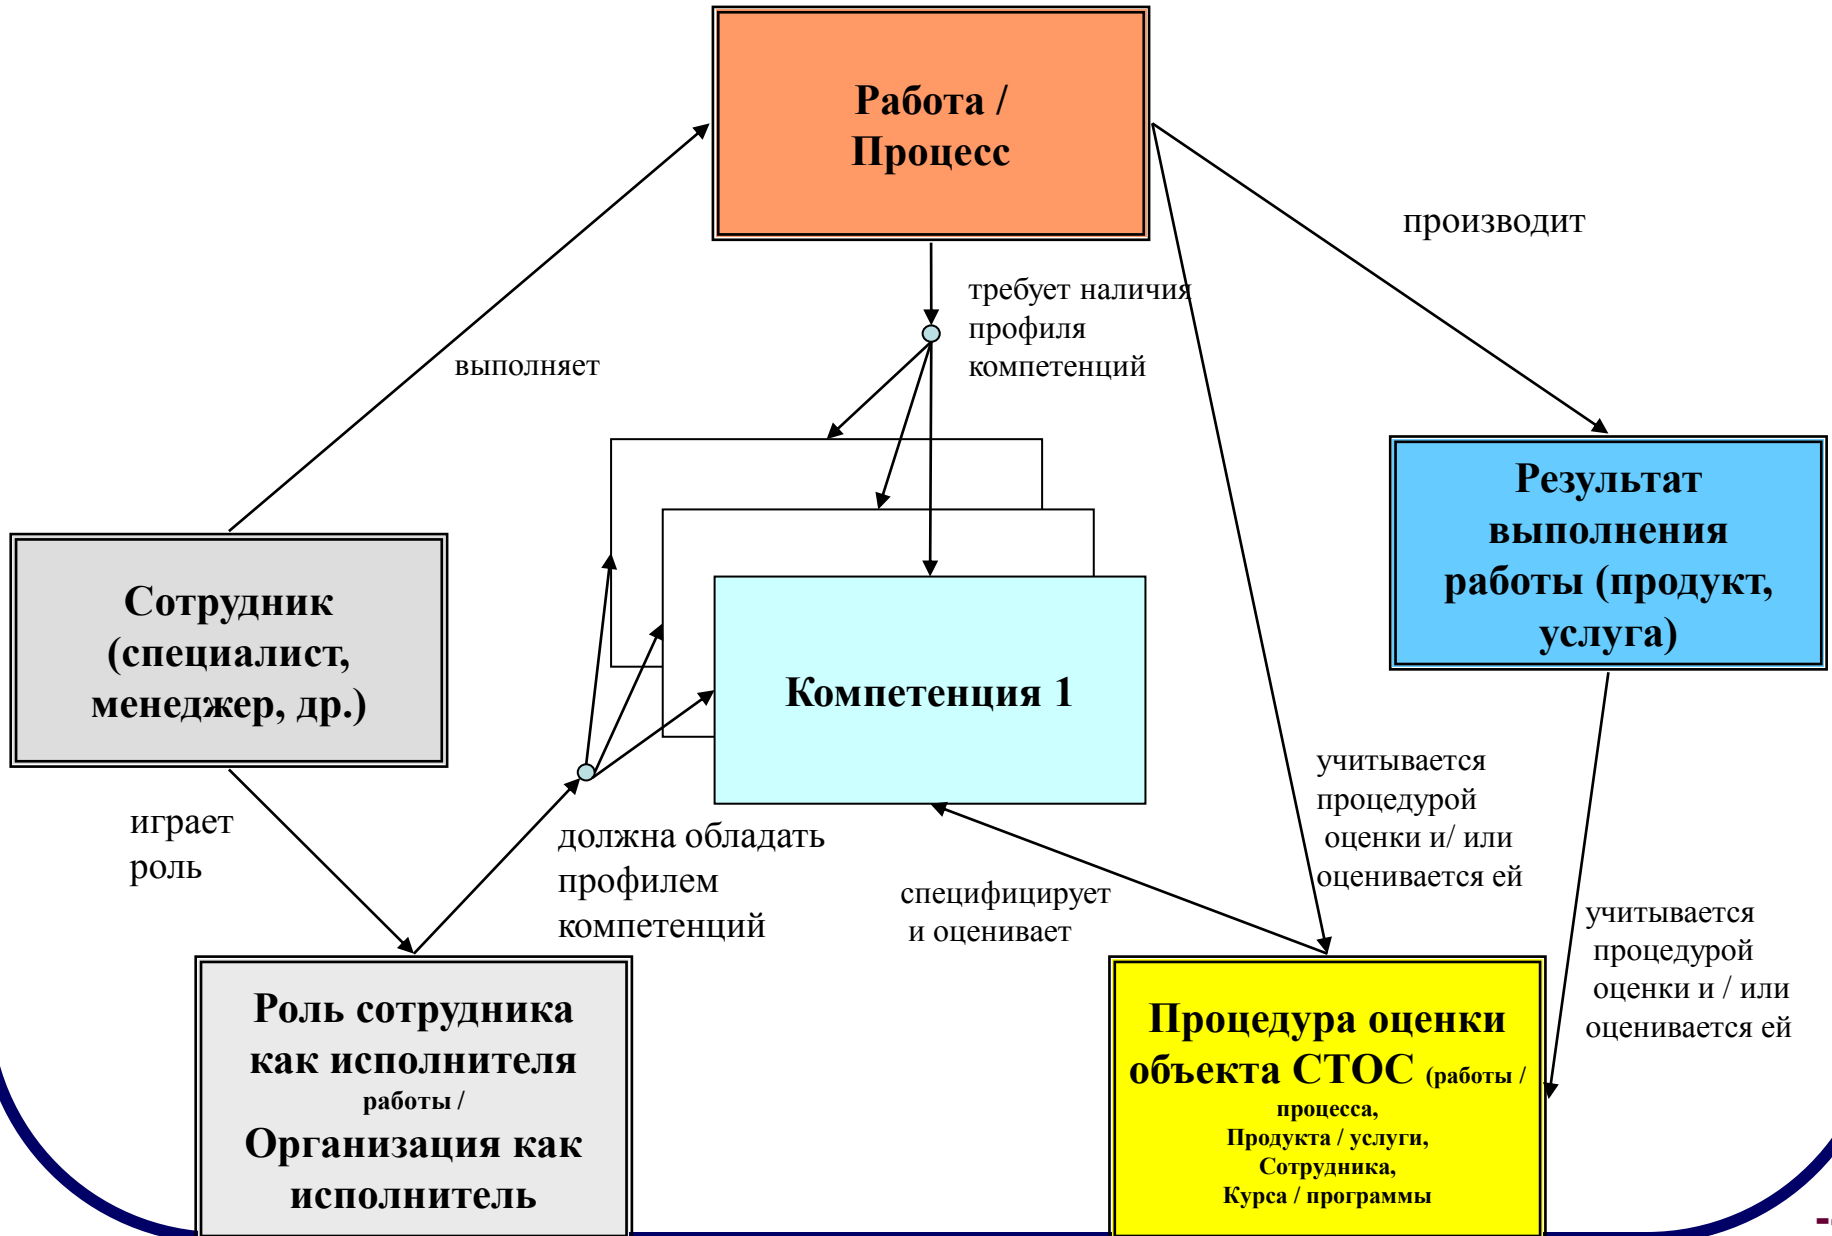 Работа /
Процесс
производит
требует наличия
профиля
компетенций
выполняет
Результат
выполнения
работы (продукт,
услуга)
Сотрудник
(специалист,
менеджер, др.)
Компетенция 1
учитывается
процедурой
оценки и/ или
оценивается ей
играет
роль
должна обладать
профилем
компетенций
специфицирует
и оценивает
учитывается
процедурой
оценки и / или
оценивается ей
Роль сотрудника
как исполнителя
работы /
Организация как
исполнитель
Процедура оценки
объекта СТОС (работы /
процесса,
Продукта / услуги,
Сотрудника,
Курса / программы